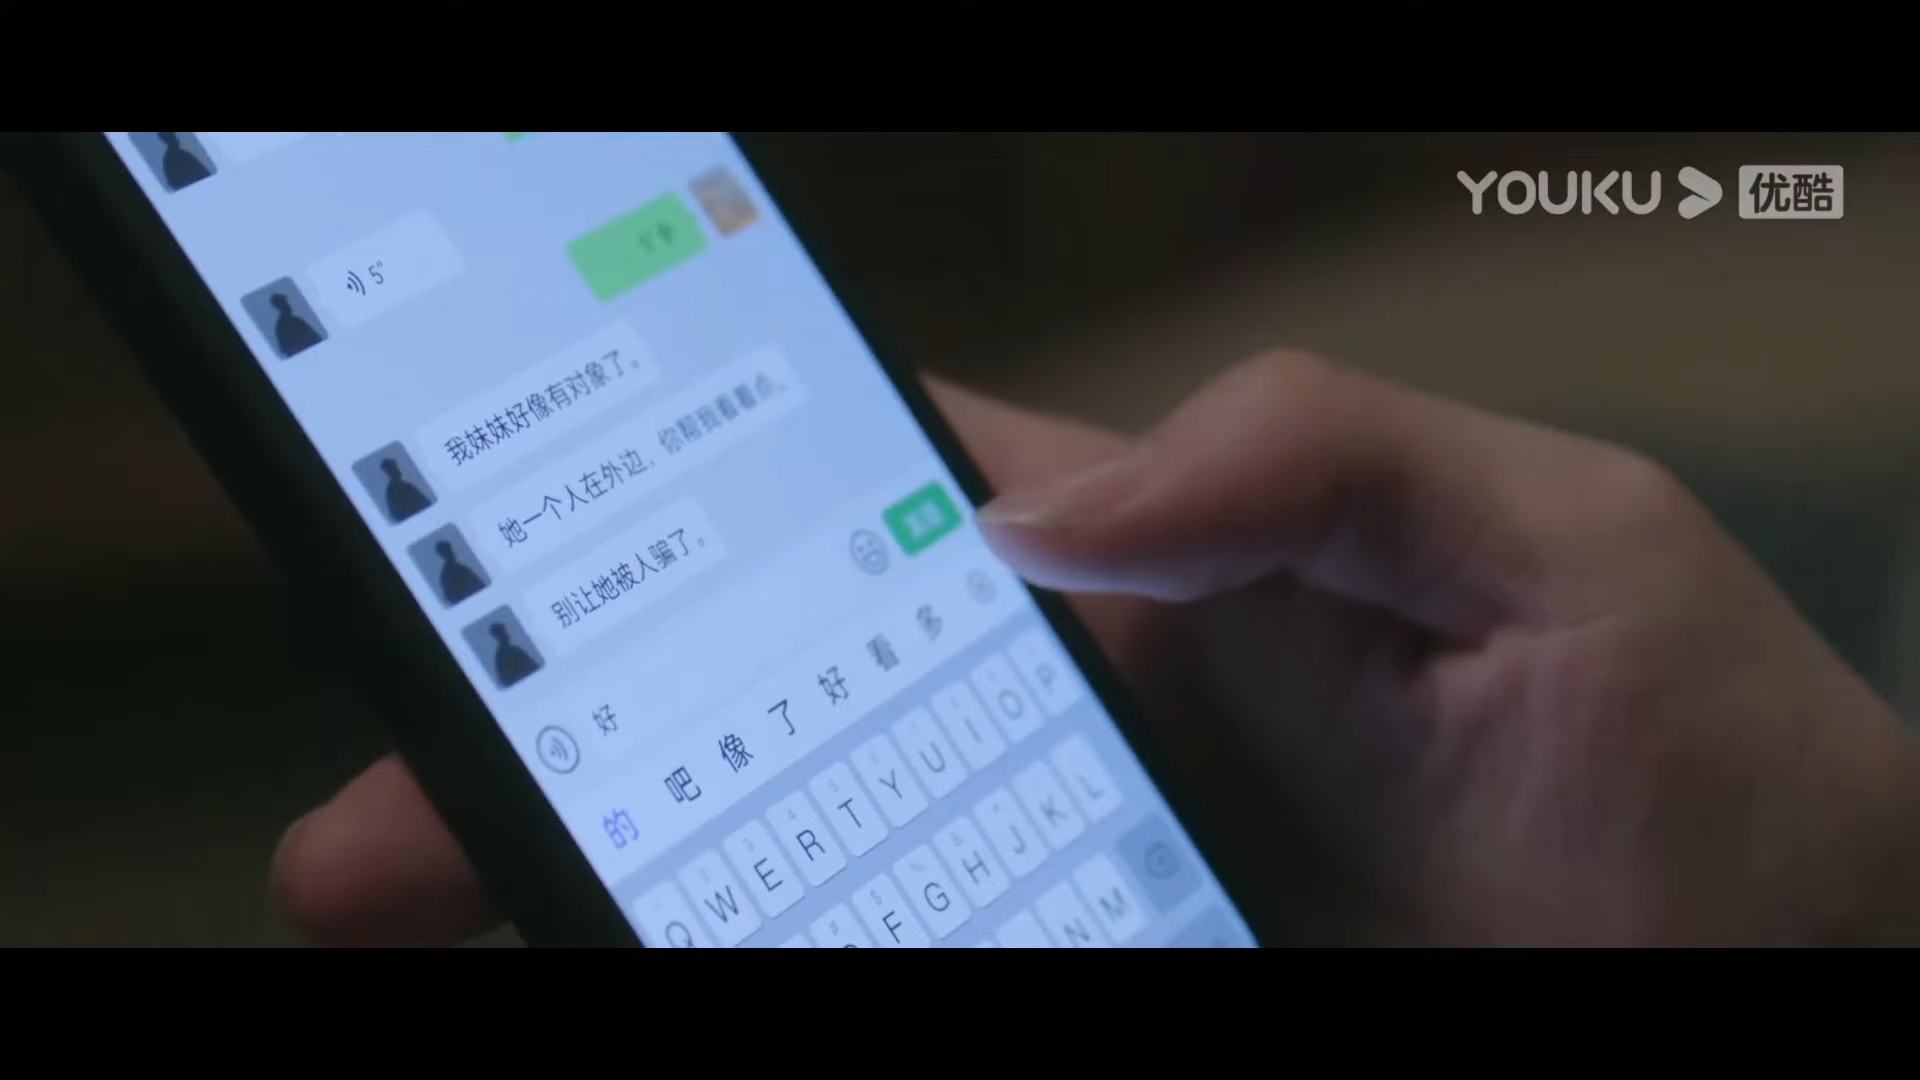 YOUKU 优酷
5"
我妹妹好像有对象了。
她一个人在外边，你帮我看着点。
别让她被人骗了。
好
的 吧 像 了 好 看 多
Q W E R T Y U I O P
F G H J K L
N M